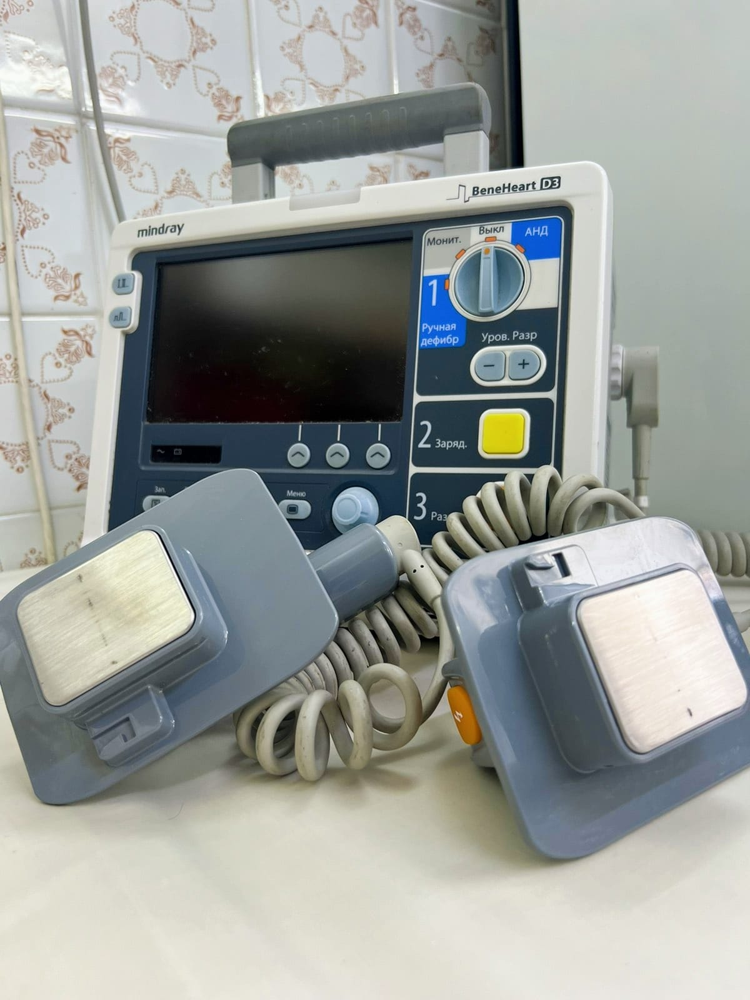 BeneHeart D3
mindray
Выкл
Монит.
АНД
1
Ручная
дефибр
Уров. Разр
− +
2 Заряд.
Зап.
Меню
3